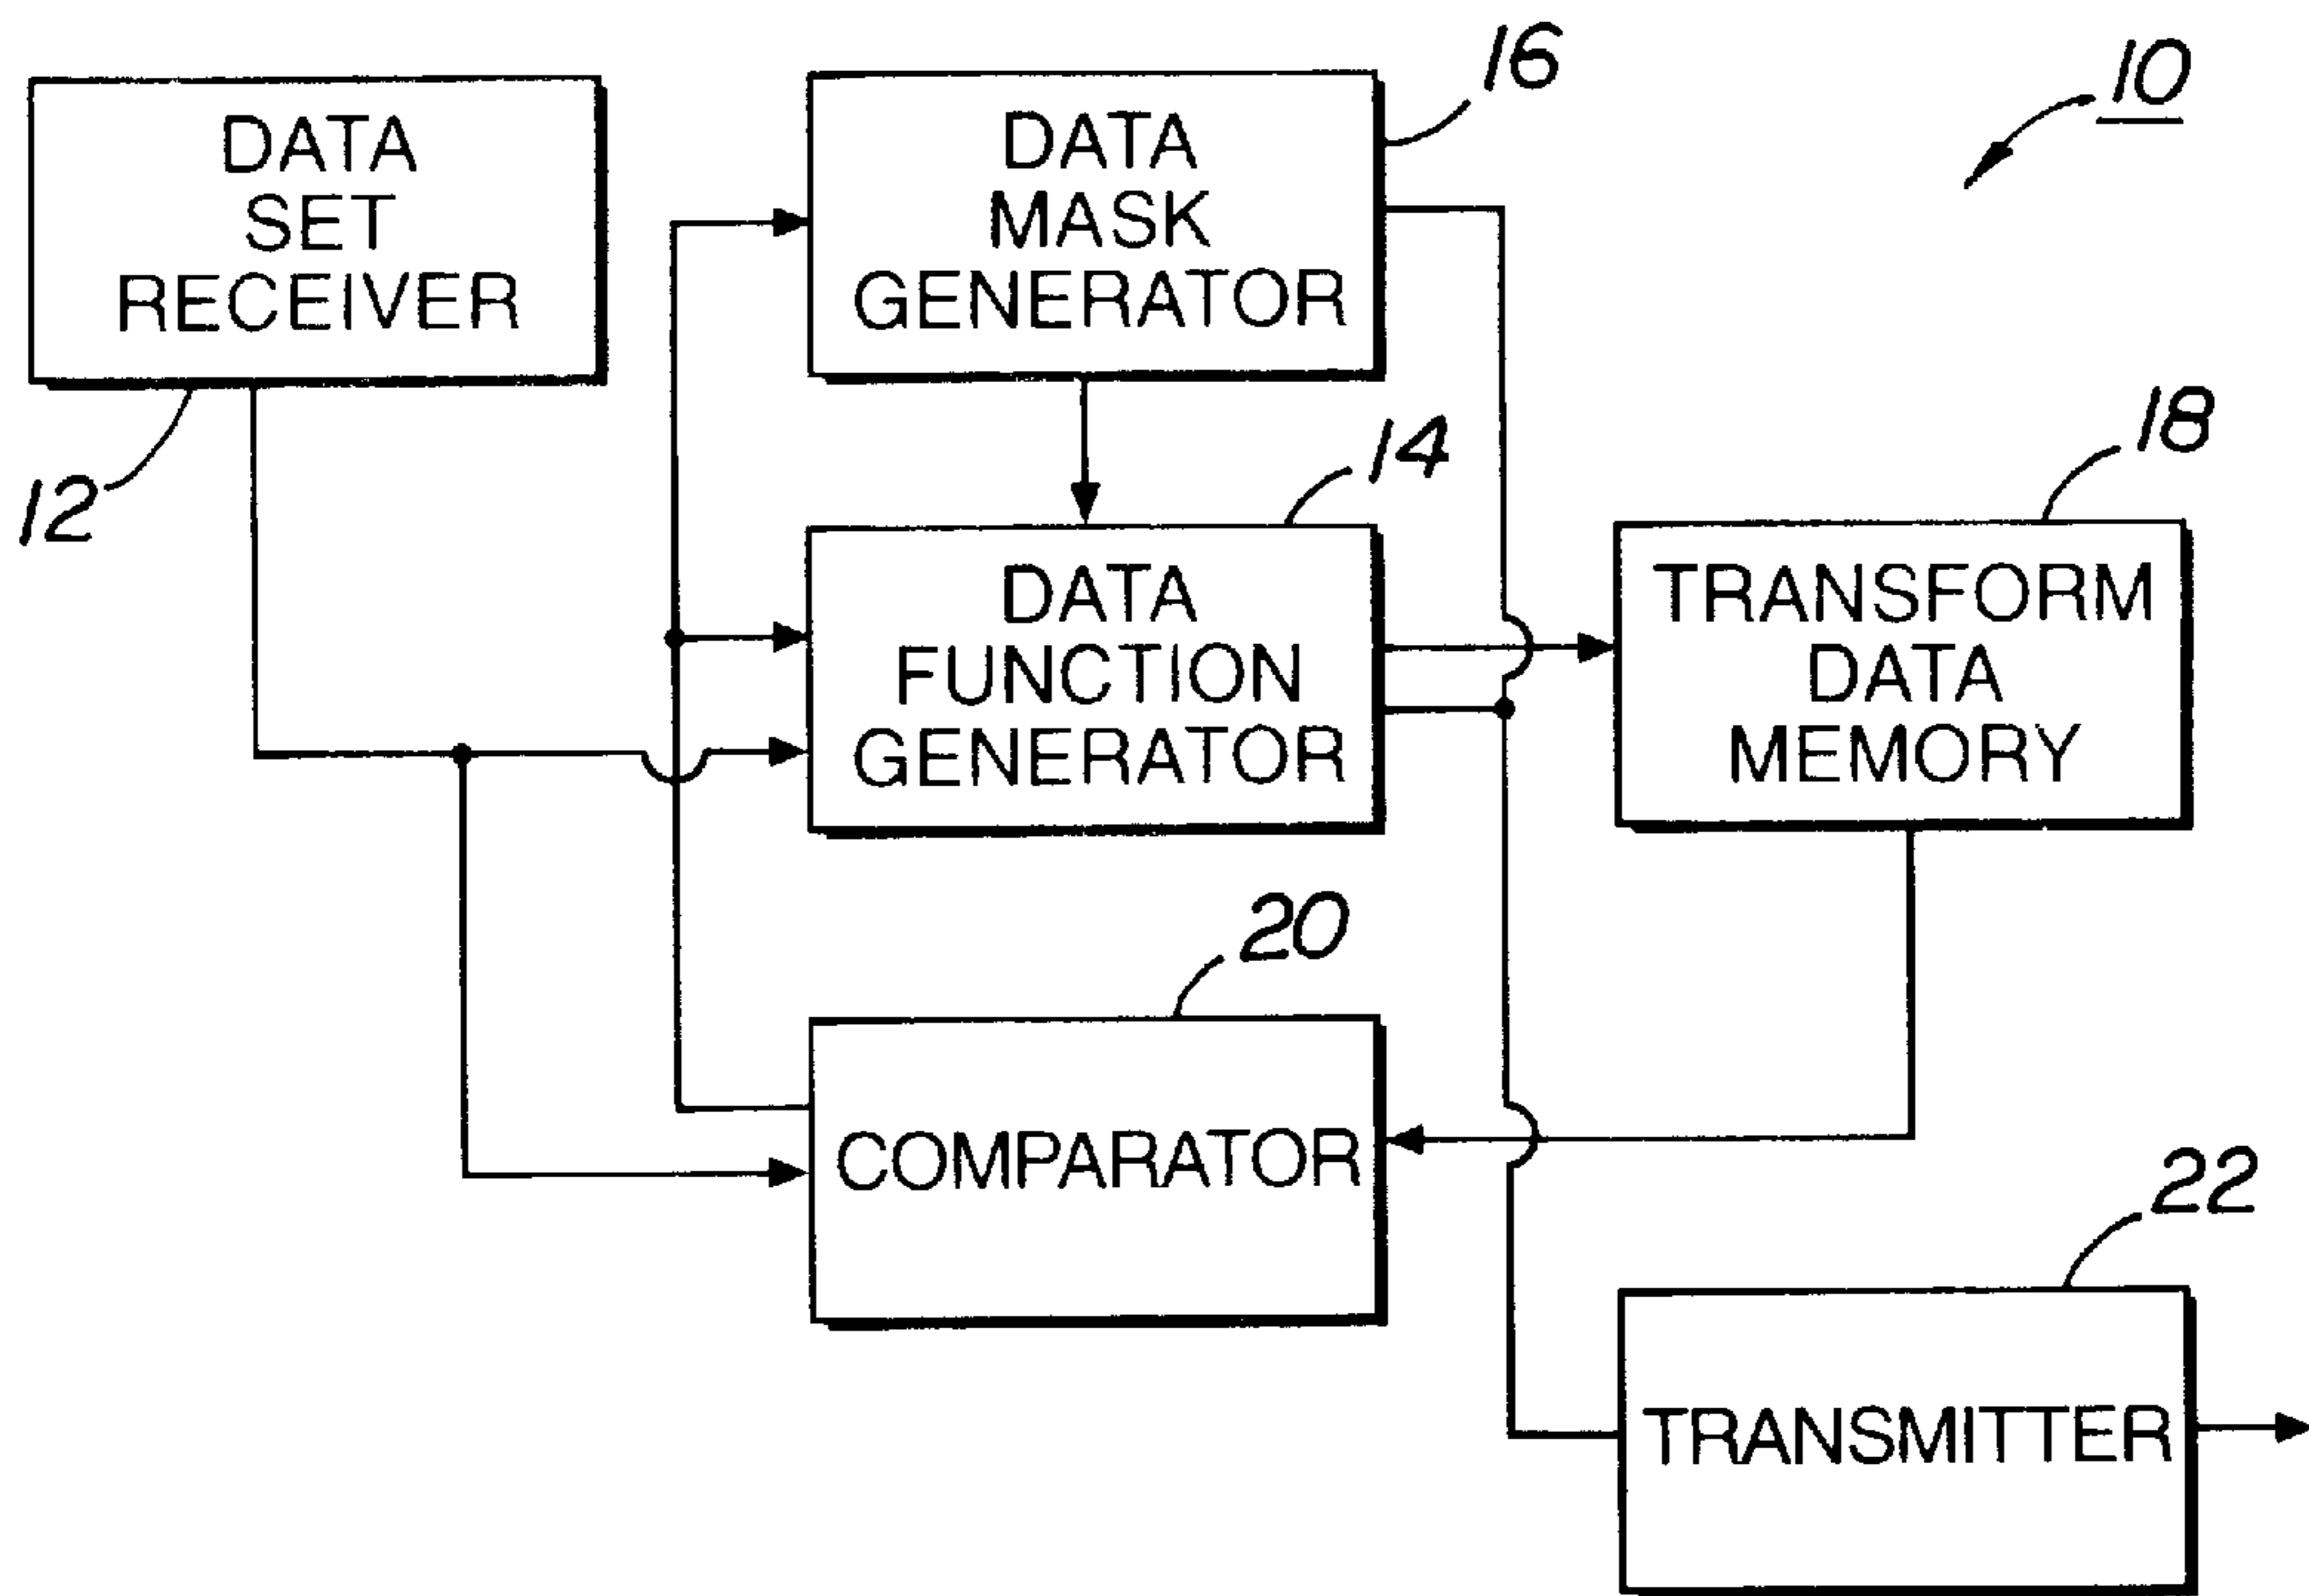 DATA
SET
RECEIVER
12
DATA
MASK
GENERATOR
16
10
DATA
FUNCTION
GENERATOR
14
TRANSFORM
DATA
MEMORY
18
COMPARATOR
20
TRANSMITTER
22